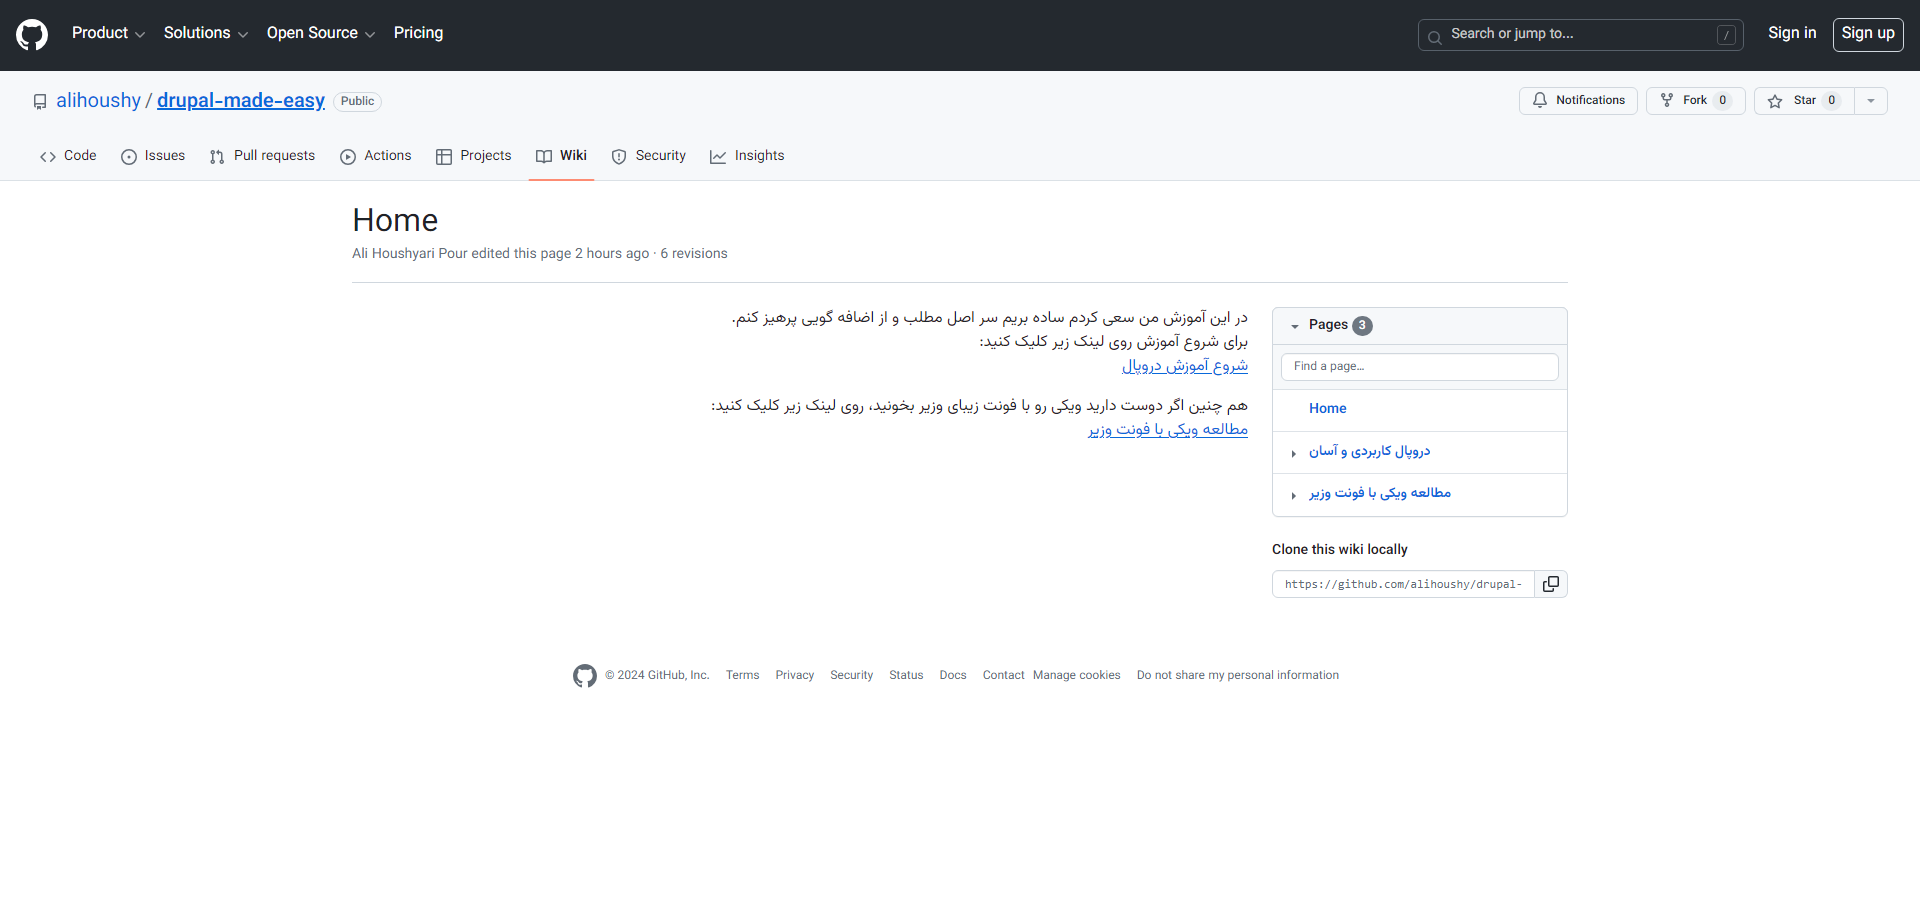 Product
Solutions
Open Source
Pricing
Search or jump to...
/
Sign in
Sign up
alihoushy / drupal-made-easy
Public
Notifications
Fork 0
Star 0
Code
Issues
Pull requests
Actions
Projects
Wiki
Security
Insights
Home
Ali Houshyari Pour edited this page 2 hours ago · 6 revisions
در این آموزش من سعی کردم ساده بریم سر اصل مطلب و از اضافه گویی پرهیز کنم.
برای شروع آموزش روی لینک زیر کلیک کنید:
شروع آموزش دروپال
هم چنین اگر دوست دارید ویکی رو با فونت زیبای وزیر بخونید، روی لینک زیر کلیک کنید:
مطالعه ویکی با فونت وزیر
Pages 3
Find a page...
Home
دروپال کاربردی و آسان
مطالعه ویکی با فونت وزیر
Clone this wiki locally
https://github.com/alihoushy/drupal-
© 2024 GitHub, Inc.
Terms
Privacy
Security
Status
Docs
Contact
Manage cookies
Do not share my personal information